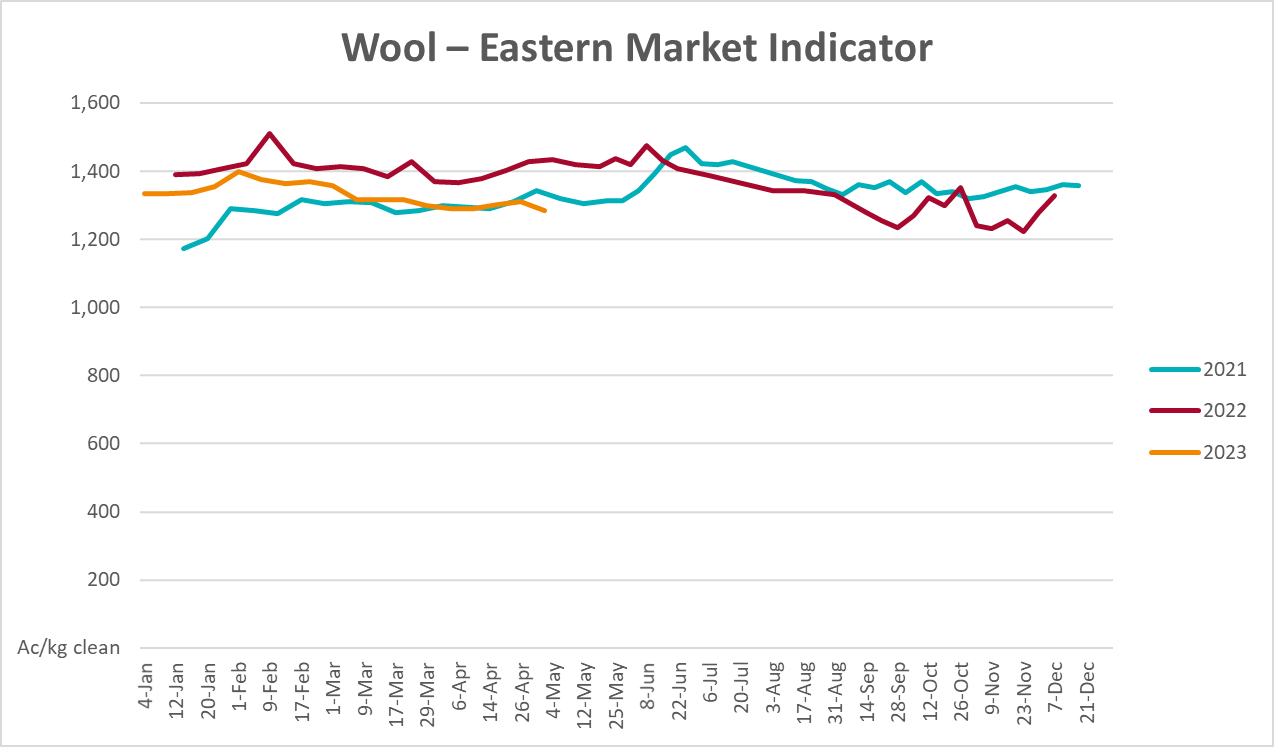 Wool – Eastern Market Indicator
1,600
1,400
1,200
1,000
800
600
400
200
Ac/kg clean
4-Jan
12-Jan
20-Jan
1-Feb
9-Feb
17-Feb
1-Mar
9-Mar
17-Mar
29-Mar
6-Apr
14-Apr
26-Apr
4-May
12-May
25-May
8-Jun
22-Jun
6-Jul
20-Jul
3-Aug
17-Aug
31-Aug
14-Sep
28-Sep
12-Oct
26-Oct
9-Nov
23-Nov
7-Dec
21-Dec
2021
2022
2023